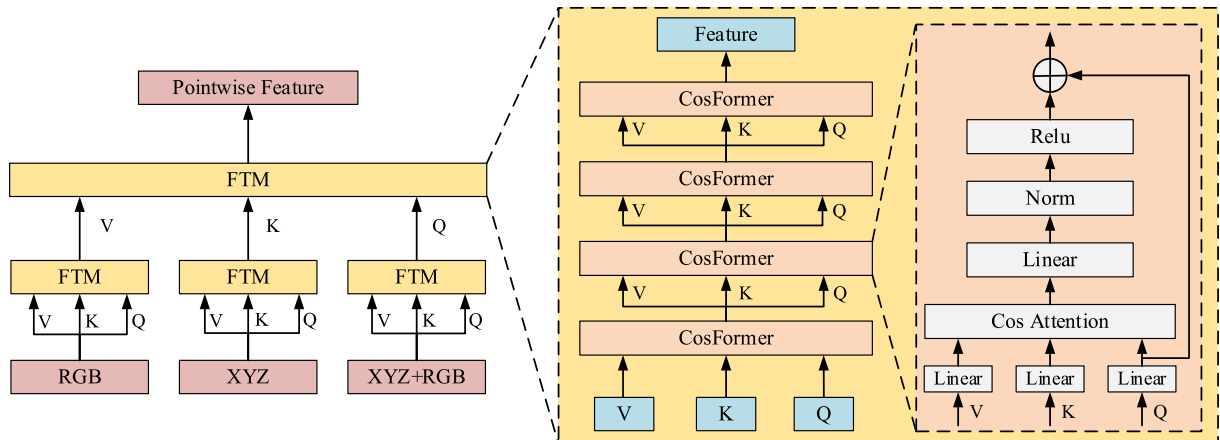 Pointwise Feature
FTM
V K Q
FTM FTM FTM
V K Q V K Q V K Q
RGB XYZ XYZ+RGB
Feature
CosFormer
V K Q
CosFormer
V K Q
CosFormer
V K Q
CosFormer
V K Q
Relu
Norm
Linear
Cos Attention
Linear Linear Linear
V K Q